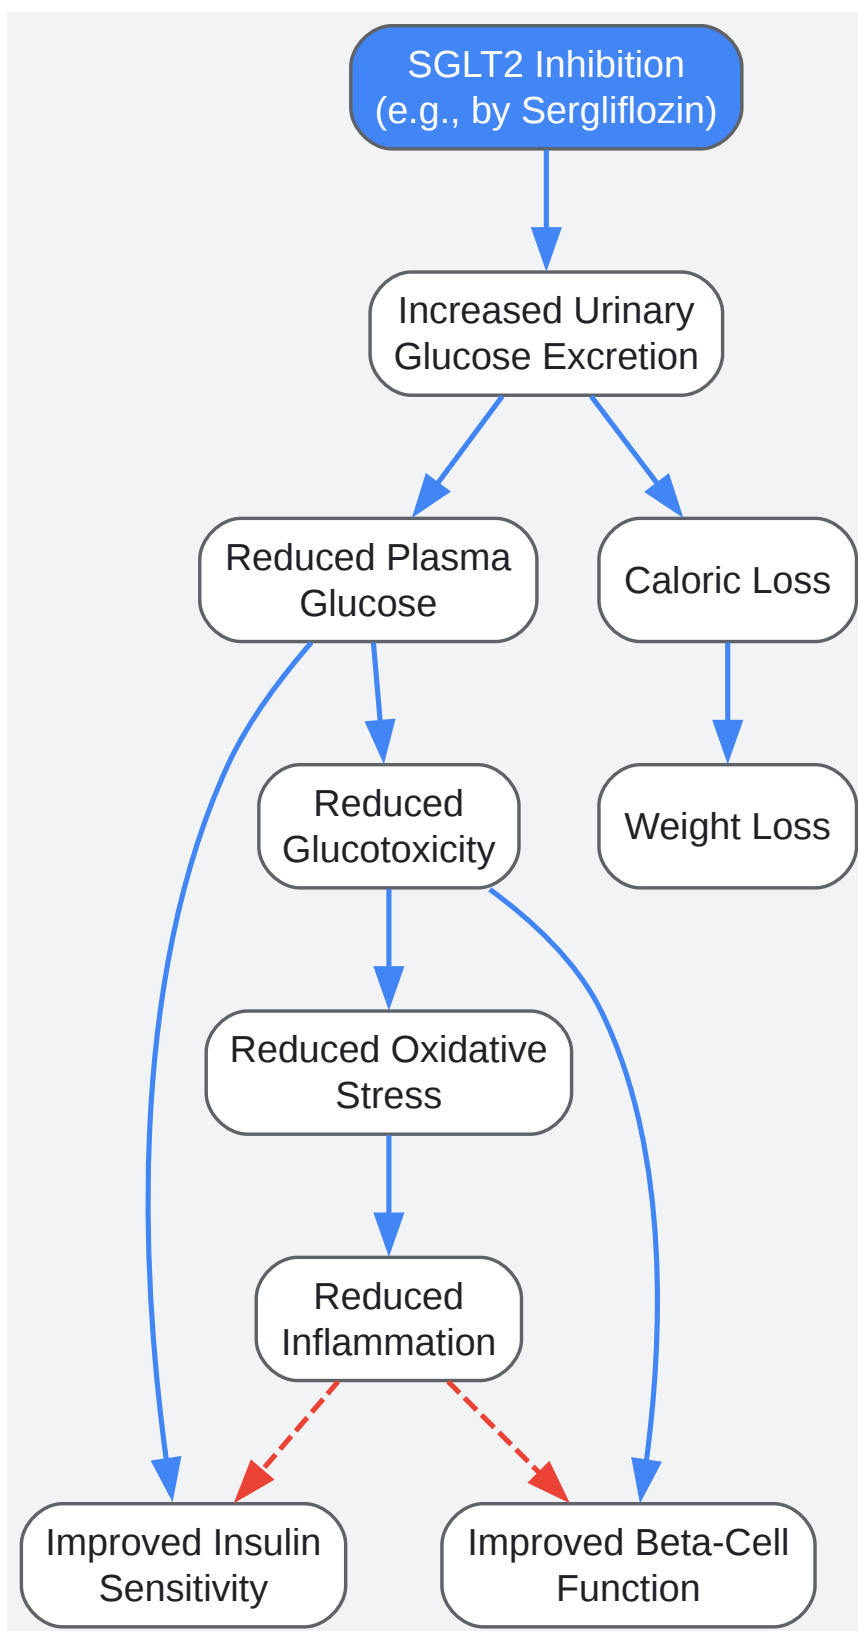 SGLT2 Inhibition
(e.g., by Sergliflozin)
Increased Urinary
Glucose Excretion
Reduced Plasma
Glucose
Caloric Loss
Reduced
Glucotoxicity
Weight Loss
Reduced Oxidative
Stress
Reduced
Inflammation
Improved Insulin
Sensitivity
Improved Beta-Cell
Function